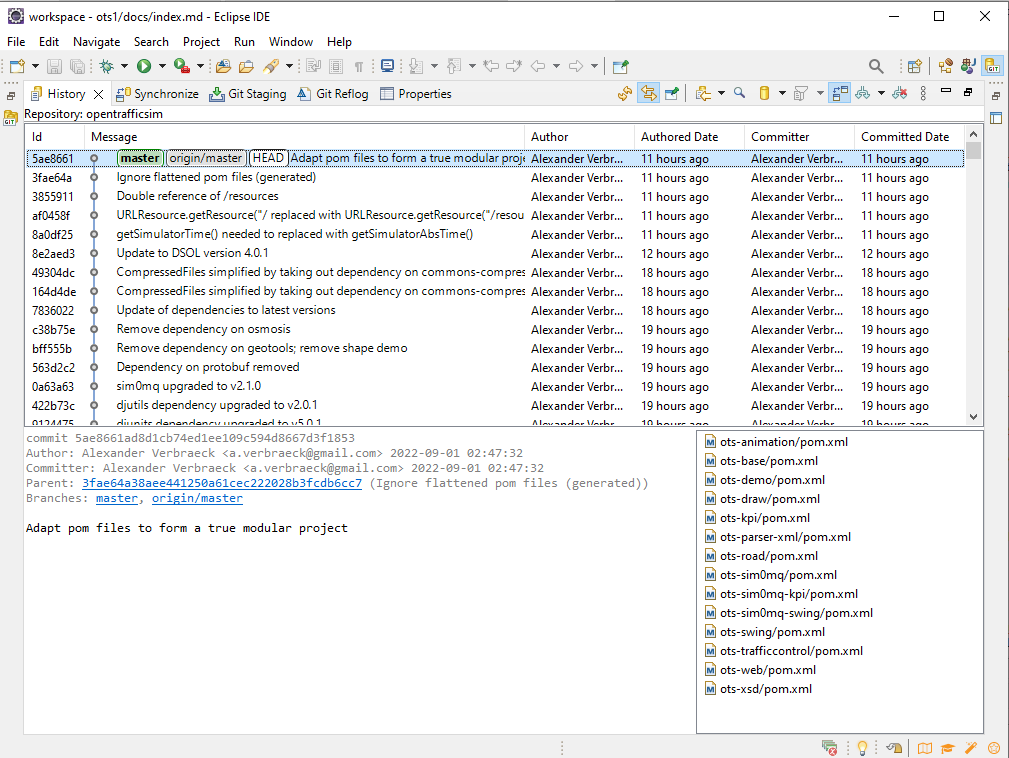 workspace - ots1/docs/index.md - Eclipse IDE
File Edit Navigate Search Project Run Window Help
History Synchronize Git Staging Git Reflog Properties
Repository: opentrafficsim
Id Message Author Authored Date Committer Committed Date
5ae8661 master origin/master HEAD Adapt pom files to form a true modular proje Alexander Verbr... 11 hours ago Alexander Verbr... 11 hours ago
3fae64a Ignore flattened pom files (generated) Alexander Verbr... 11 hours ago Alexander Verbr... 11 hours ago
3855911 Double reference of /resources Alexander Verbr... 11 hours ago Alexander Verbr... 11 hours ago
af0458f URLResource.getResource("/ replaced with URLResource.getResource("/resou Alexander Verbr... 11 hours ago Alexander Verbr... 11 hours ago
8a0df25 getSimulatorTime() needed to replaced with getSimulatorAbsTime() Alexander Verbr... 11 hours ago Alexander Verbr... 11 hours ago
8e2aed3 Update to DSOL version 4.0.1 Alexander Verbr... 12 hours ago Alexander Verbr... 12 hours ago
49304dc CompressedFiles simplified by taking out dependency on commons-compres Alexander Verbr... 18 hours ago Alexander Verbr... 18 hours ago
164d4de CompressedFiles simplified by taking out dependency on commons-compres Alexander Verbr... 18 hours ago Alexander Verbr... 18 hours ago
7836022 Update of dependencies to latest versions Alexander Verbr... 18 hours ago Alexander Verbr... 18 hours ago
c38b75e Remove dependency on osmosis Alexander Verbr... 19 hours ago Alexander Verbr... 19 hours ago
bff555b Remove dependency on geotools; remove shape demo Alexander Verbr... 19 hours ago Alexander Verbr... 19 hours ago
563d2c2 Dependency on protobuf removed Alexander Verbr... 19 hours ago Alexander Verbr... 19 hours ago
0a63a63 sim0mq upgraded to v2.1.0 Alexander Verbr... 19 hours ago Alexander Verbr... 19 hours ago
422b73c djutils dependency upgraded to v2.0.1 Alexander Verbr... 19 hours ago Alexander Verbr... 19 hours ago
9124475 djunits dependency upgraded to v5.0.1 Alexander Verbr... 19 hours ago Alexander Verbr... 19 hours ago
commit 5ae8661ad8d1cb74ed1ee109c594d8667d3f1853
Author: Alexander Verbraeck <a.verbraeck@gmail.com> 2022-09-01 02:47:32
Committer: Alexander Verbraeck <a.verbraeck@gmail.com> 2022-09-01 02:47:32
Parent: 3fae64a38aee441250a61cec222028b3fcdb6cc7 (Ignore flattened pom files (generated))
Branches: master, origin/master
Adapt pom files to form a true modular project
ots-animation/pom.xml
ots-base/pom.xml
ots-demo/pom.xml
ots-draw/pom.xml
ots-kpi/pom.xml
ots-parser-xml/pom.xml
ots-road/pom.xml
ots-sim0mq/pom.xml
ots-sim0mq-kpi/pom.xml
ots-sim0mq-swing/pom.xml
ots-swing/pom.xml
ots-trafficcontrol/pom.xml
ots-web/pom.xml
ots-xsd/pom.xml